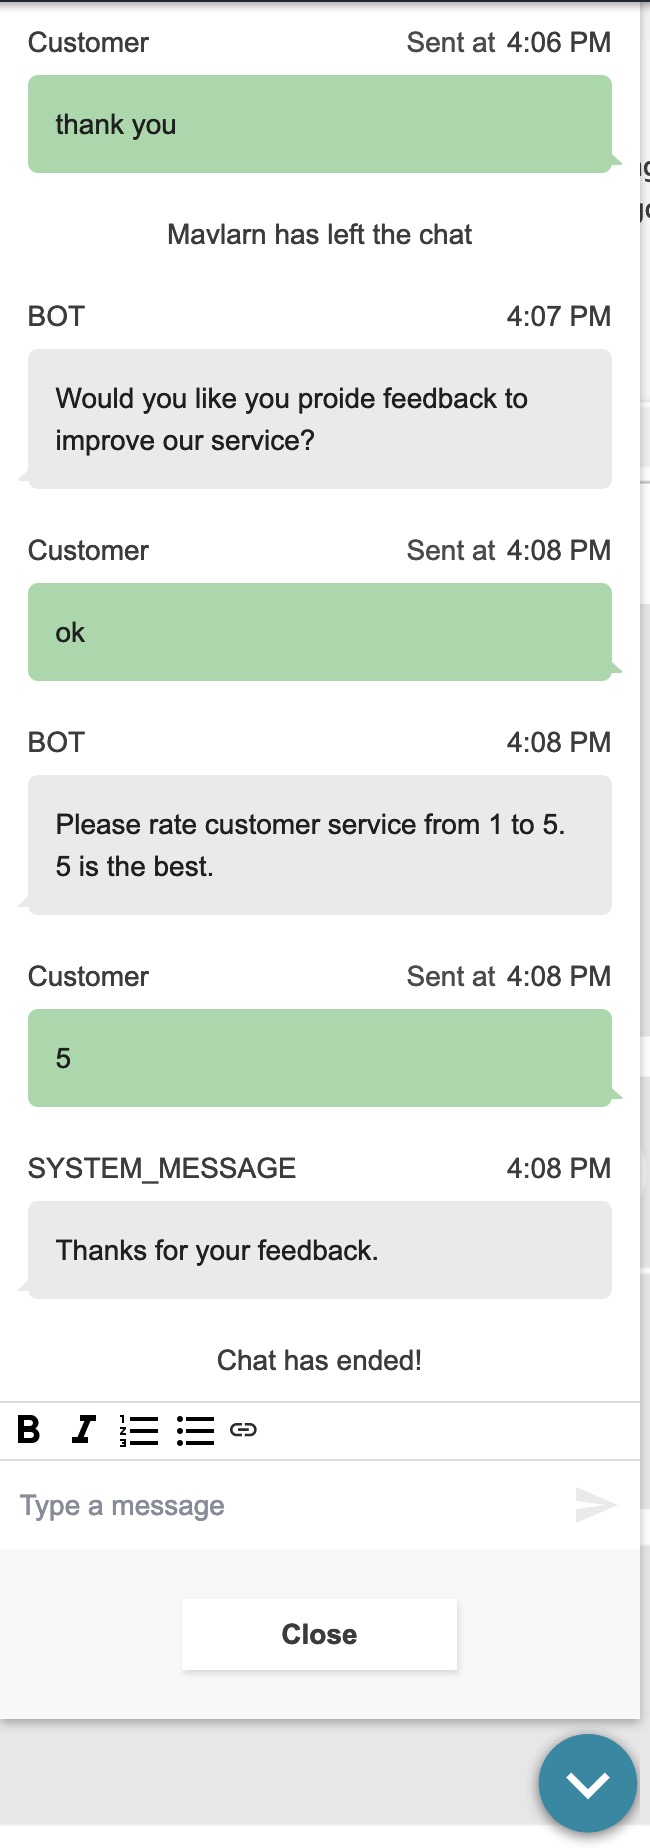 Customer Sent at 4:06 PM
thank you
Mavlarn has left the chat
BOT 4:07 PM
Would you like you proide feedback to
improve our service?
Customer Sent at 4:08 PM
ok
BOT 4:08 PM
Please rate customer service from 1 to 5.
5 is the best.
Customer Sent at 4:08 PM
5
SYSTEM_MESSAGE 4:08 PM
Thanks for your feedback.
Chat has ended!
B I
Type a message
Close